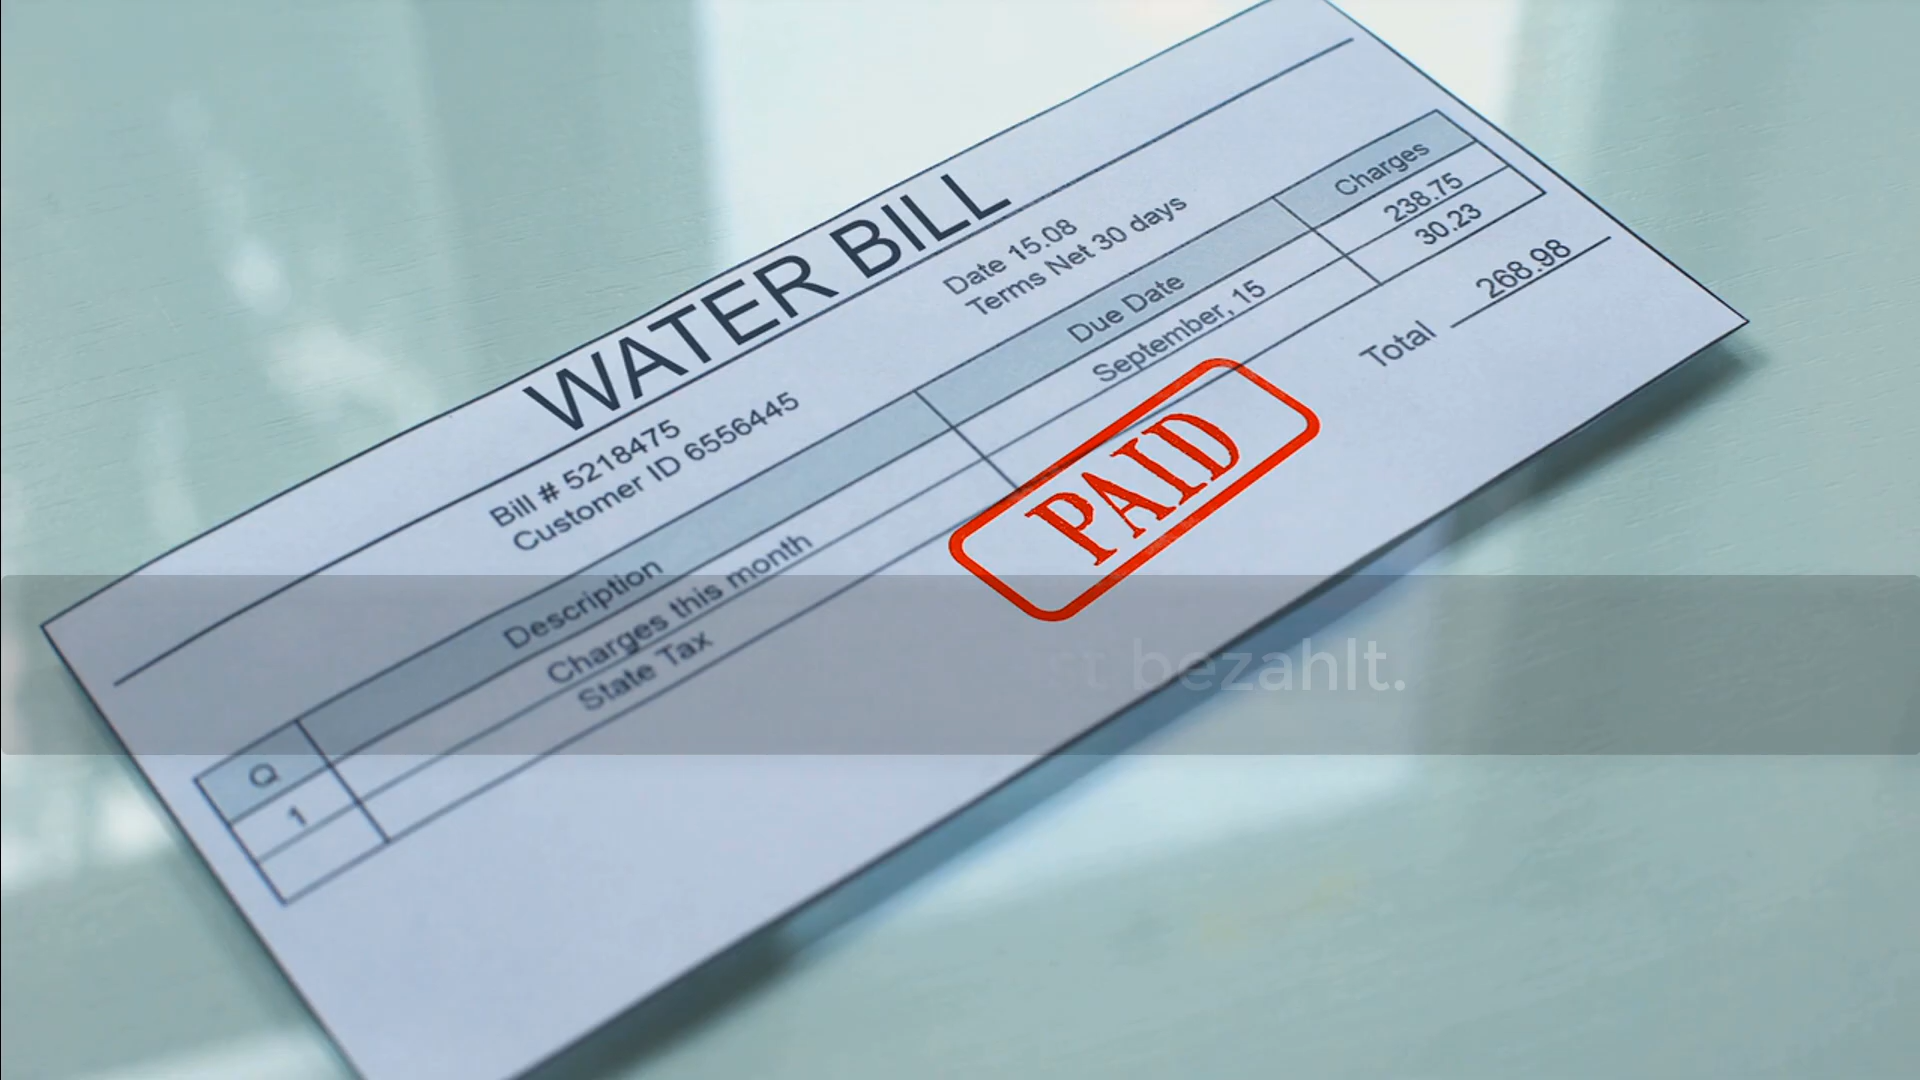 WATER BILL
Bill # 5218475
Customer ID 6556445
Date 15.08
Terms Net 30 days
Q Description Due Date Charges
1 Charges this month September, 15 238.75
State Tax 30.23
Total 268.98
PAID
bezahlt.